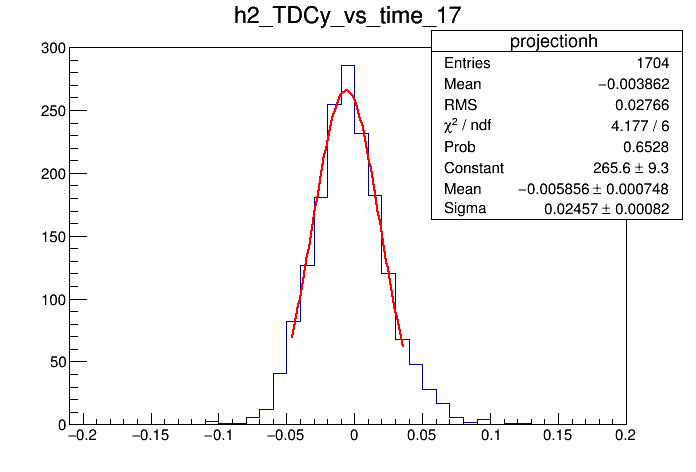 h2_TDCy_vs_time_17
projectionh
Entries 1704
Mean −0.003862
RMS 0.02766
χ² / ndf 4.177 / 6
Prob 0.6528
Constant 265.6 ± 9.3
Mean −0.005856 ± 0.000748
Sigma 0.02457 ± 0.00082
300
250
200
150
100
50
0
−0.2 −0.15 −0.1 −0.05 0 0.05 0.1 0.15 0.2